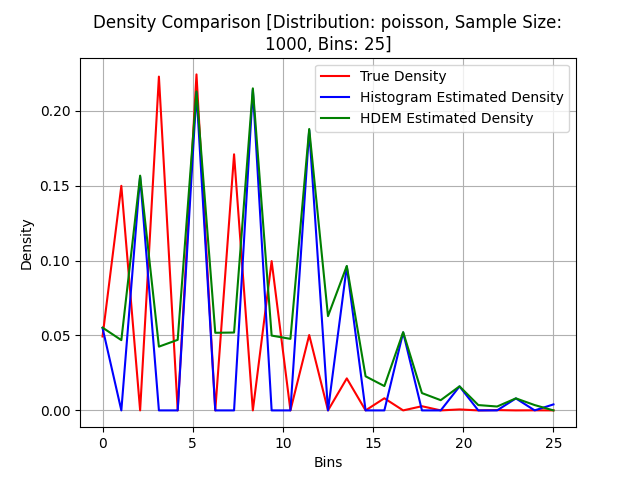 Density Comparison [Distribution: poisson, Sample Size:
1000, Bins: 25]
True Density
Histogram Estimated Density
HDEM Estimated Density
Density
0.20
0.15
0.10
0.05
0.00
0 5 10 15 20 25
Bins